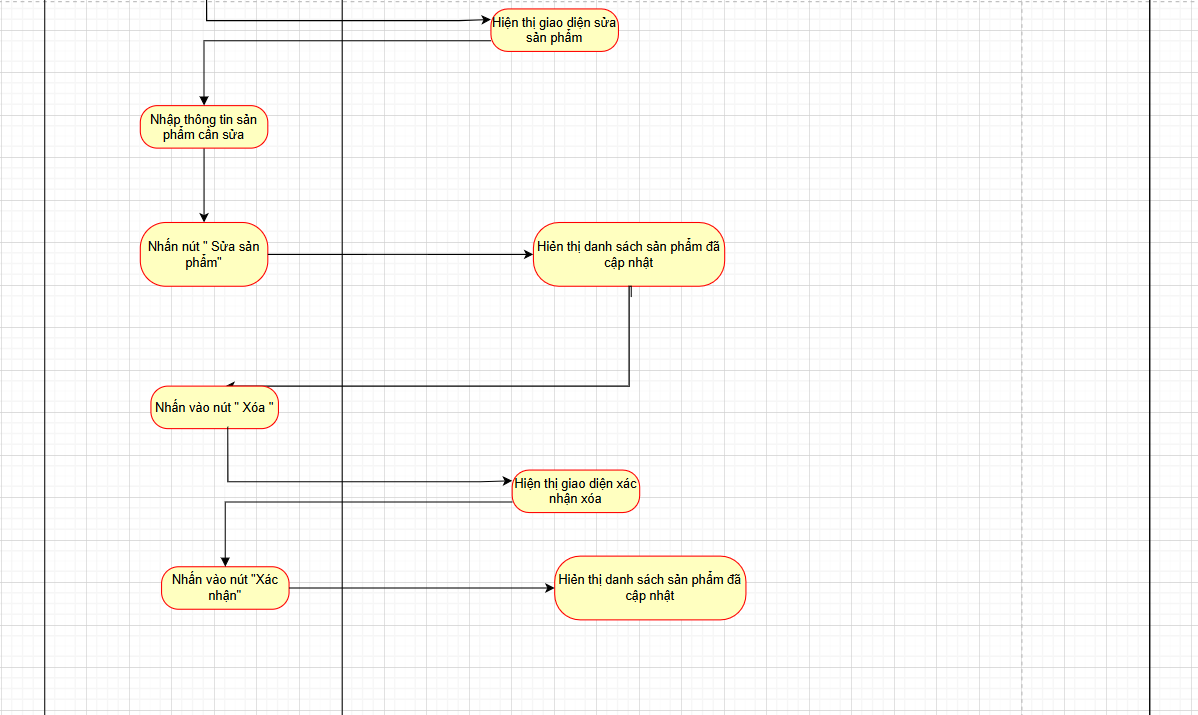 Hiện thị giao diện sửa
sản phẩm
Nhập thông tin sản
phẩm cần sửa
Nhấn nút " Sửa sản
phẩm"
Hiên thị danh sách sản phẩm đã
cập nhật
Nhấn vào nút " Xóa "
Hiện thị giao diện xác
nhận xóa
Nhấn vào nút "Xác
nhận"
Hiên thị danh sách sản phẩm đã
cập nhật